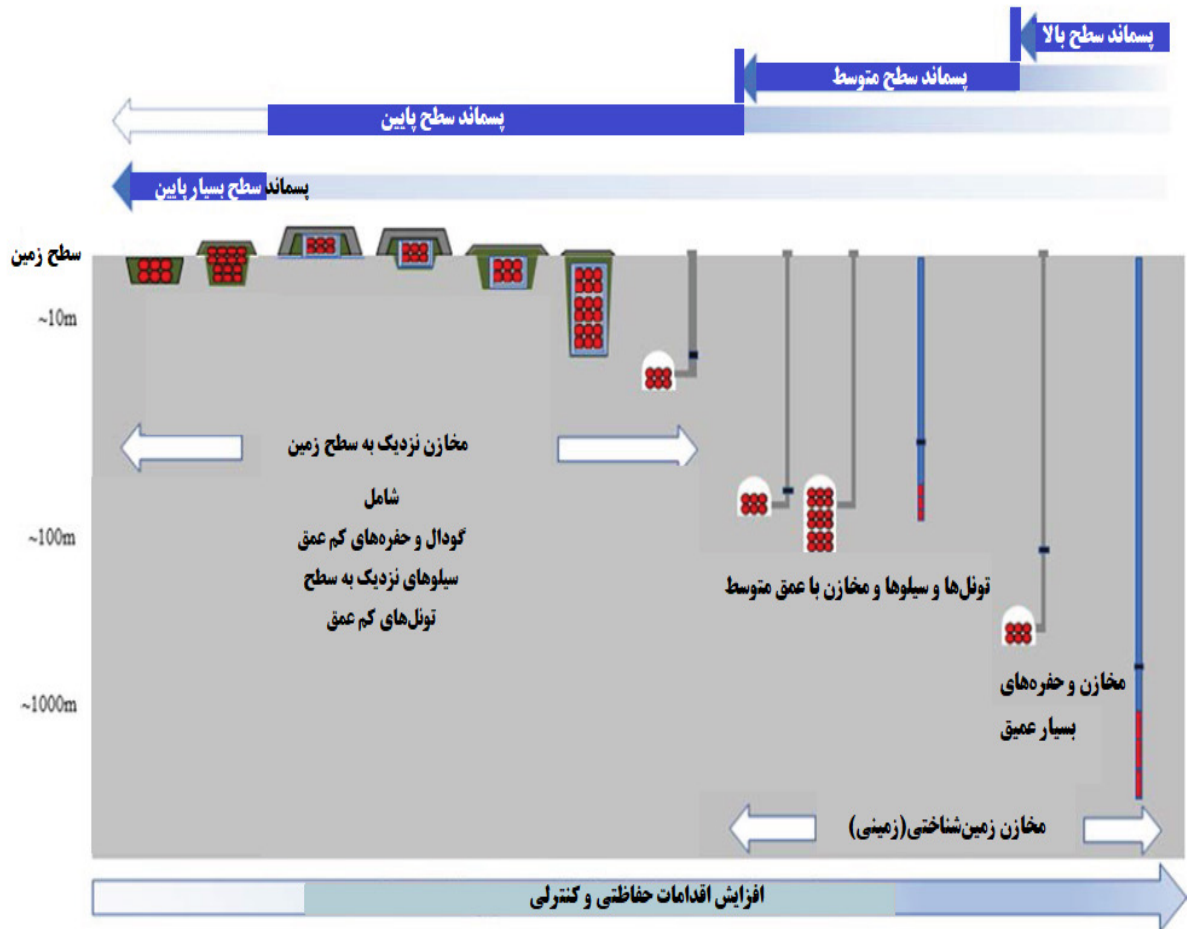 پسماند سطح بالا
پسماند سطح متوسط
پسماند سطح پایین
پسماند سطح بسیار پایین
سطح زمین
~10m
مخازن نزدیک به سطح زمین
شامل
گودال و حفره‌های کم عمق
سیلوهای نزدیک به سطح
تونل‌های کم عمق
~100m
تونل‌ها و سیلوها و مخازن با عمق متوسط
مخازن و حفره‌های
بسیار عمیق
~1000m
مخازن زمین‌شناختی(زمینی)
افزایش اقدامات حفاظتی و کنترلی